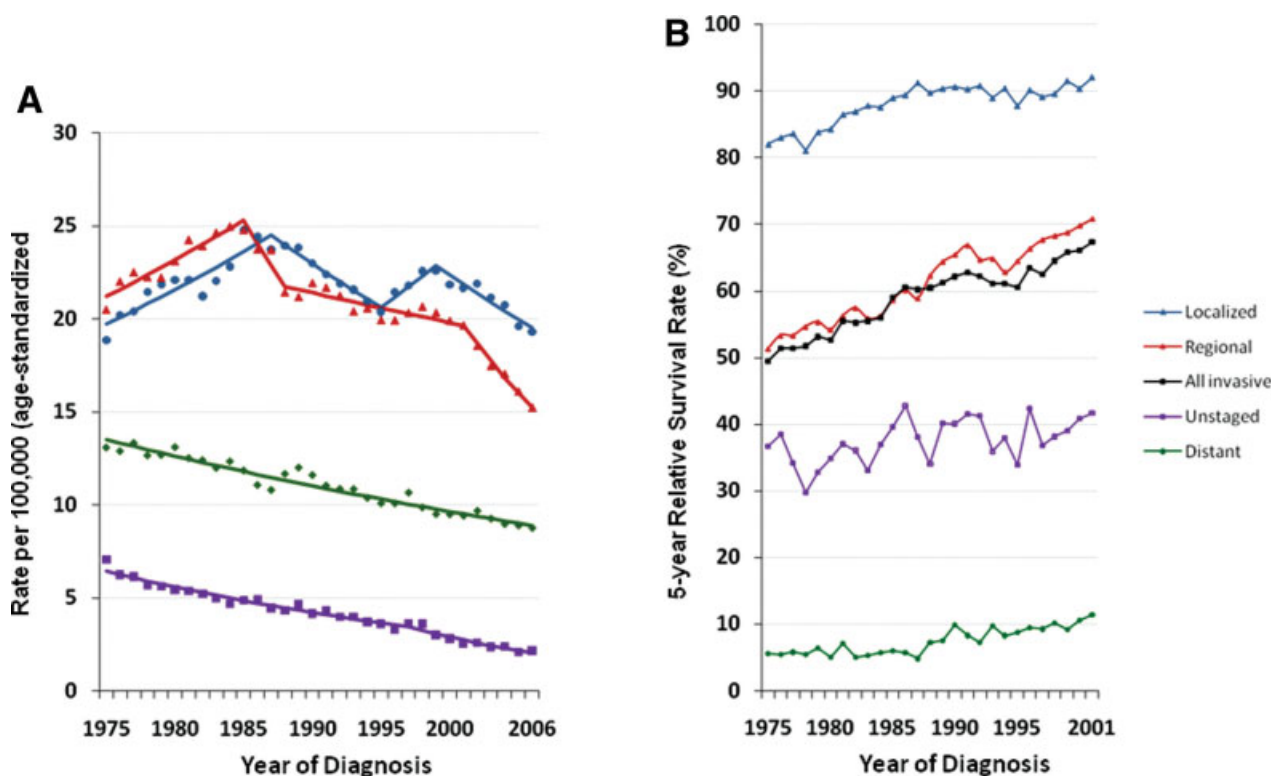 A
Rate per 100,000 (age-standardized
30
25
20
15
10
5
0
1975 1980 1985 1990 1995 2000 2006
Year of Diagnosis
B
5-year Relative Survival Rate (%)
100
90
80
70
60
50
40
30
20
10
0
1975 1980 1985 1990 1995 2001
Year of Diagnosis
Localized
Regional
All invasive
Unstaged
Distant